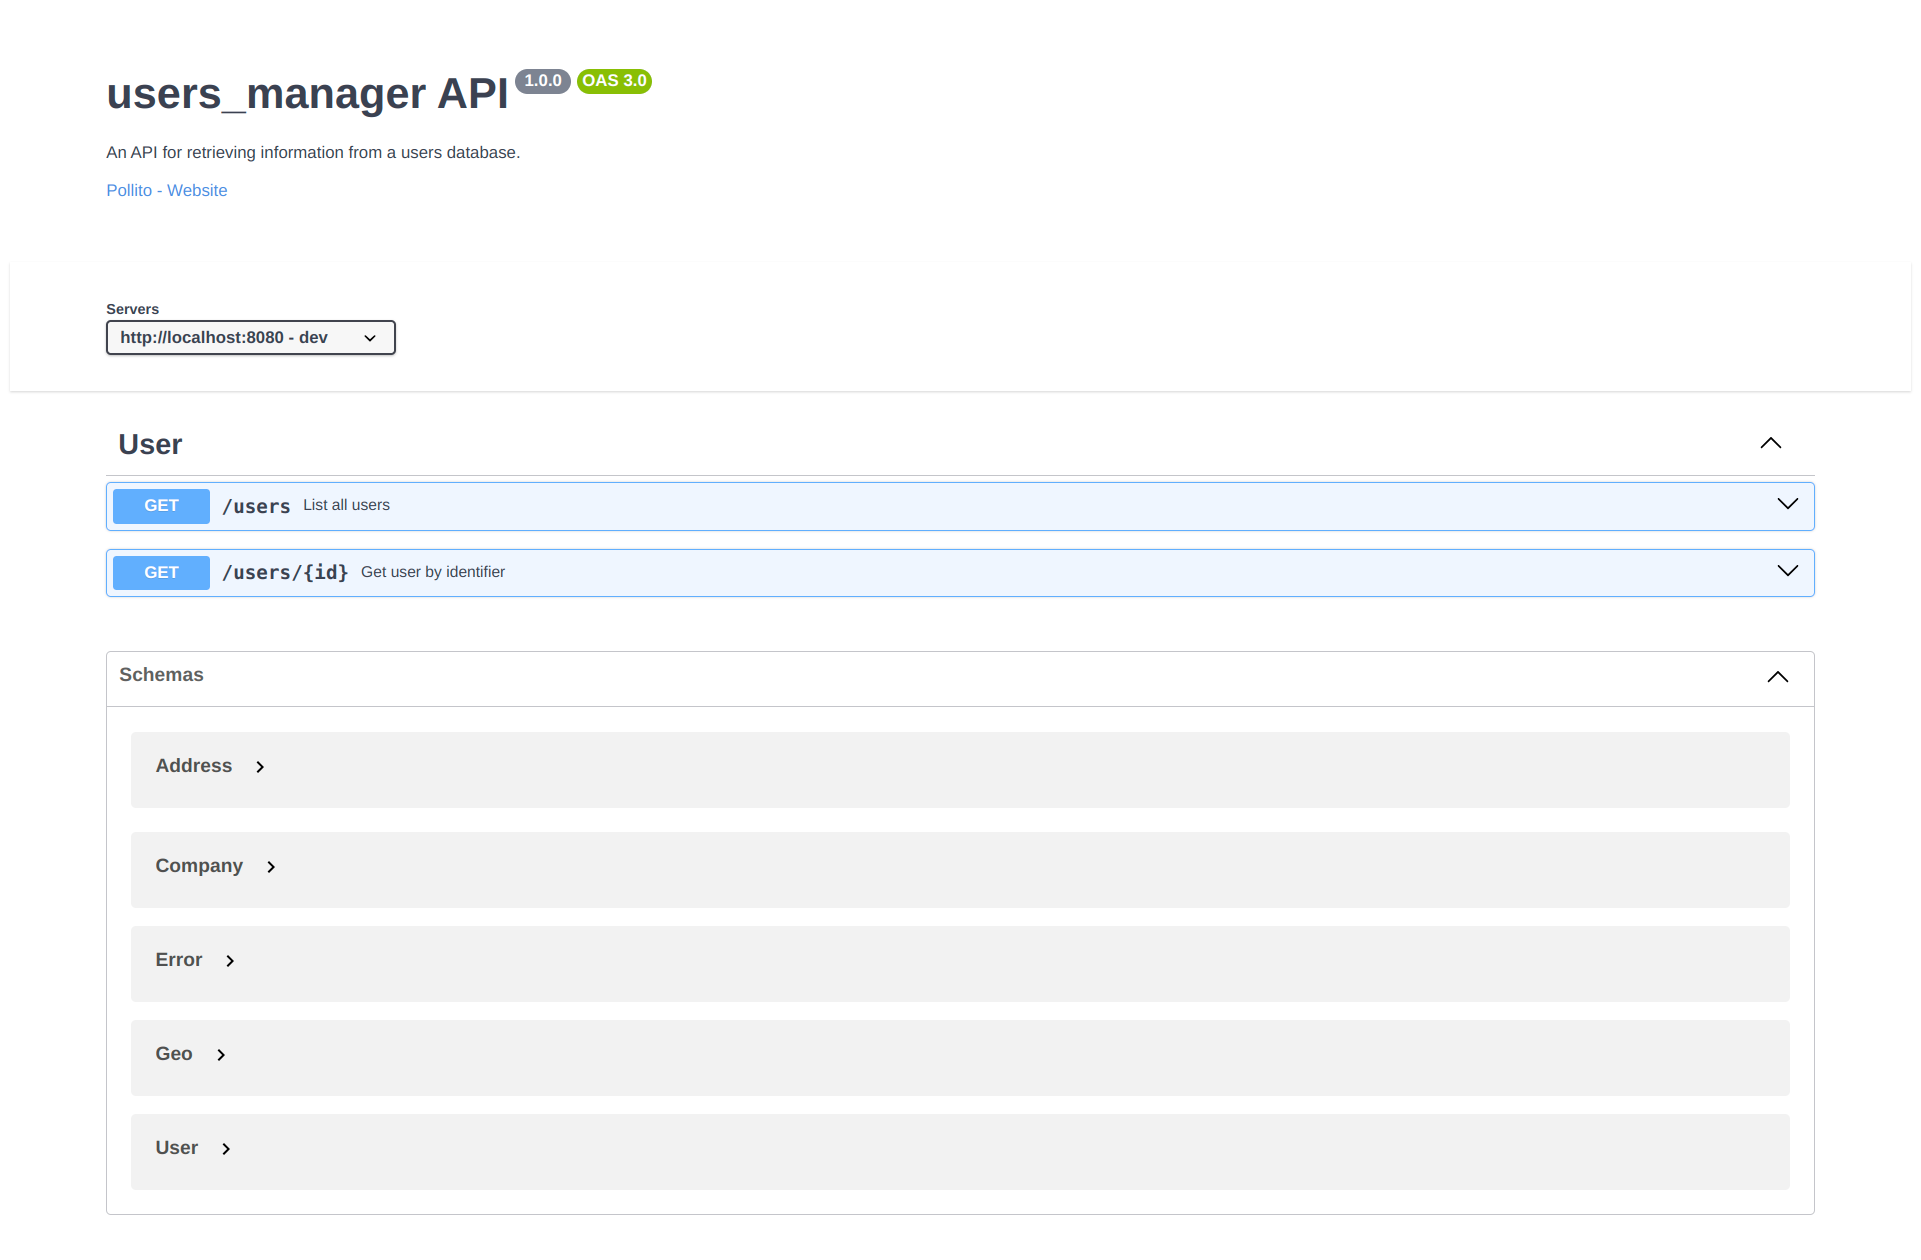 users_manager API 1.0.0 OAS 3.0
An API for retrieving information from a users database.
Pollito - Website
Servers
http://localhost:8080 - dev
User
GET /users List all users
GET /users/{id} Get user by identifier
Schemas
Address
Company
Error
Geo
User